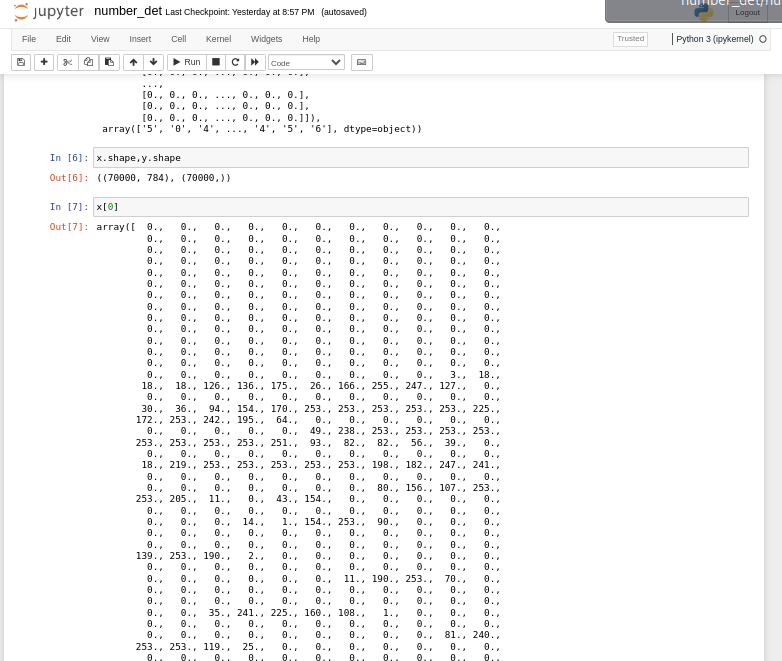 number_det/nu
jupyter number_det Last Checkpoint: Yesterday at 8:57 PM (autosaved)
Logout
File Edit View Insert Cell Kernel Widgets Help Trusted Python 3 (ipykernel)
Run Code
[0., 0., 0., ..., 0., 0., 0.],
...,
[0., 0., 0., ..., 0., 0., 0.],
[0., 0., 0., ..., 0., 0., 0.],
[0., 0., 0., ..., 0., 0., 0.]]),
array(['5', '0', '4', ..., '4', '5', '6'], dtype=object))
In [6]: x.shape,y.shape
Out[6]: ((70000, 784), (70000,))
In [7]: x[0]
Out[7]: array([ 0., 0., 0., 0., 0., 0., 0., 0., 0., 0., 0.,
0., 0., 0., 0., 0., 0., 0., 0., 0., 0., 0.,
0., 0., 0., 0., 0., 0., 0., 0., 0., 0., 0.,
0., 0., 0., 0., 0., 0., 0., 0., 0., 0., 0.,
0., 0., 0., 0., 0., 0., 0., 0., 0., 0., 0.,
0., 0., 0., 0., 0., 0., 0., 0., 0., 0., 0.,
0., 0., 0., 0., 0., 0., 0., 0., 0., 0., 0.,
0., 0., 0., 0., 0., 0., 0., 0., 0., 0., 0.,
0., 0., 0., 0., 0., 0., 0., 0., 0., 0., 0.,
0., 0., 0., 0., 0., 0., 0., 0., 0., 0., 0.,
0., 0., 0., 0., 0., 0., 0., 0., 0., 0., 0.,
0., 0., 0., 0., 0., 0., 0., 0., 0., 0., 0.,
0., 0., 0., 0., 0., 0., 0., 0., 0., 0., 0.,
0., 0., 0., 0., 0., 0., 0., 0., 0., 3., 18.,
18., 18., 126., 136., 175., 26., 166., 255., 247., 127., 0.,
0., 0., 0., 0., 0., 0., 0., 0., 0., 0., 0.,
30., 36., 94., 154., 170., 253., 253., 253., 253., 253., 225.,
172., 253., 242., 195., 64., 0., 0., 0., 0., 0., 0.,
0., 0., 0., 0., 0., 49., 238., 253., 253., 253., 253.,
253., 253., 253., 253., 251., 93., 82., 82., 56., 39., 0.,
0., 0., 0., 0., 0., 0., 0., 0., 0., 0., 0.,
18., 219., 253., 253., 253., 253., 253., 198., 182., 247., 241.,
0., 0., 0., 0., 0., 0., 0., 0., 0., 0., 0.,
0., 0., 0., 0., 0., 0., 0., 80., 156., 107., 253.,
253., 205., 11., 0., 43., 154., 0., 0., 0., 0., 0.,
0., 0., 0., 0., 0., 0., 0., 0., 0., 0., 0.,
0., 0., 0., 14., 1., 154., 253., 90., 0., 0., 0.,
0., 0., 0., 0., 0., 0., 0., 0., 0., 0., 0.,
0., 0., 0., 0., 0., 0., 0., 0., 0., 0., 0.,
139., 253., 190., 2., 0., 0., 0., 0., 0., 0., 0.,
0., 0., 0., 0., 0., 0., 0., 0., 0., 0., 0.,
0., 0., 0., 0., 0., 0., 11., 190., 253., 70., 0.,
0., 0., 0., 0., 0., 0., 0., 0., 0., 0., 0.,
0., 0., 0., 0., 0., 0., 0., 0., 0., 0., 0.,
0., 0., 35., 241., 225., 160., 108., 1., 0., 0., 0.,
0., 0., 0., 0., 0., 0., 0., 0., 0., 0., 0.,
0., 0., 0., 0., 0., 0., 0., 0., 0., 81., 240.,
253., 253., 119., 25., 0., 0., 0., 0., 0., 0., 0.,
0., 0., 0., 0., 0., 0., 0., 0., 0., 0., 0.,